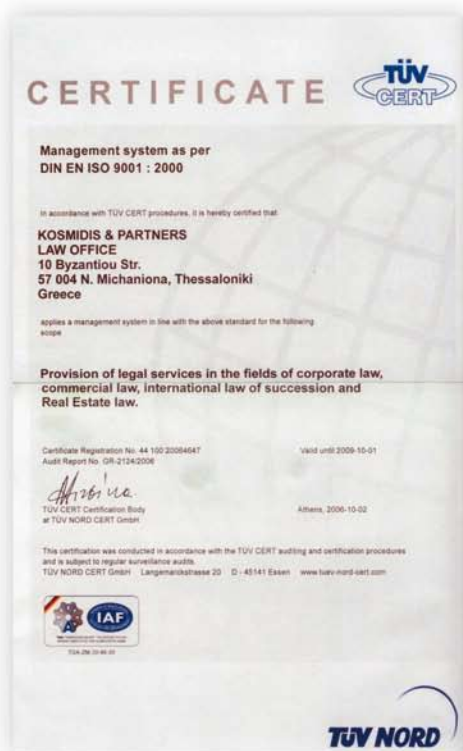 TÜV
CERT
CERTIFICATE
Management system as per
DIN EN ISO 9001 : 2000
In accordance with TÜV CERT procedures, it is hereby certified that
KOSMIDIS & PARTNERS
LAW OFFICE
10 Byzantiou Str.
57 004 N. Michaniona, Thessaloniki
Greece
applies a management system in line with the above standard for the following
scope
Provision of legal services in the fields of corporate law,
commercial law, international law of succession and
Real Estate law.
Certificate Registration No. 44 100 20064647
Valid until 2009-10-01
Audit Report No. GR-2124/2006
TÜV CERT Certification Body
at TÜV NORD CERT GmbH
Athens, 2006-10-02
This certification was conducted in accordance with the TÜV CERT auditing and certification procedures
and is subject to regular surveillance audits.
TÜV NORD CERT GmbH Langemarckstrasse 20 D - 45141 Essen www.tuev-nord-cert.com
IAF
TÜV NORD